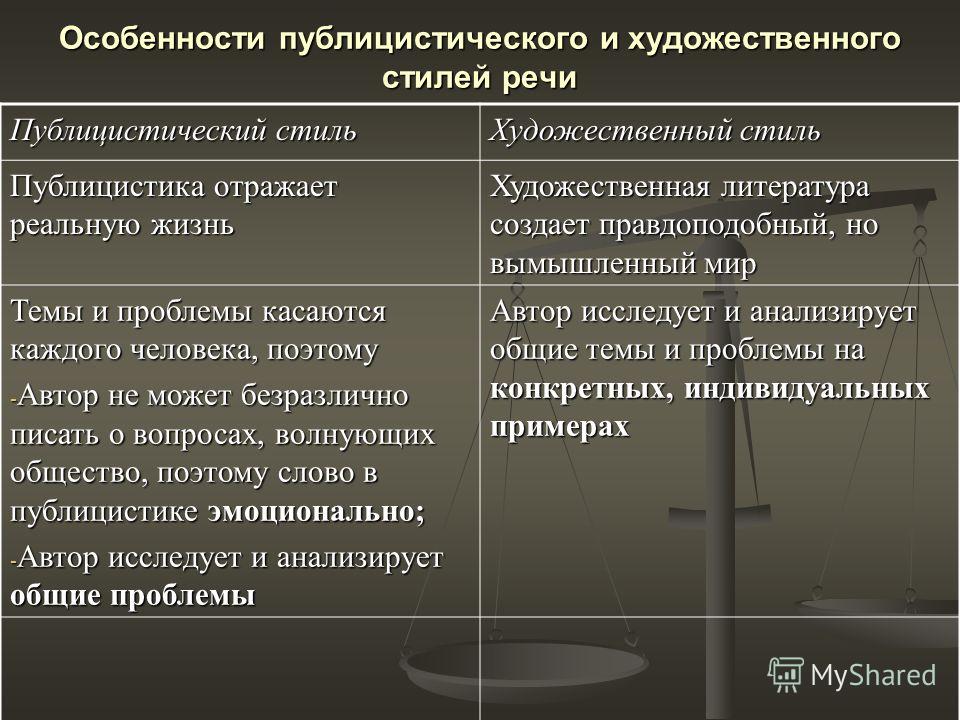 Особенности публицистического и художественного
стилей речи
Публицистический стиль
Художественный стиль
Публицистика отражает
реальную жизнь
Художественная литература
создает правдоподобный, но
вымышленный мир
Темы и проблемы касаются
каждого человека, поэтому
-Автор не может безразлично
писать о вопросах, волнующих
общество, поэтому слово в
публицистике эмоционально;
-Автор исследует и анализирует
общие проблемы
Автор исследует и анализирует
общие темы и проблемы на
конкретных, индивидуальных
примерах
MyShared